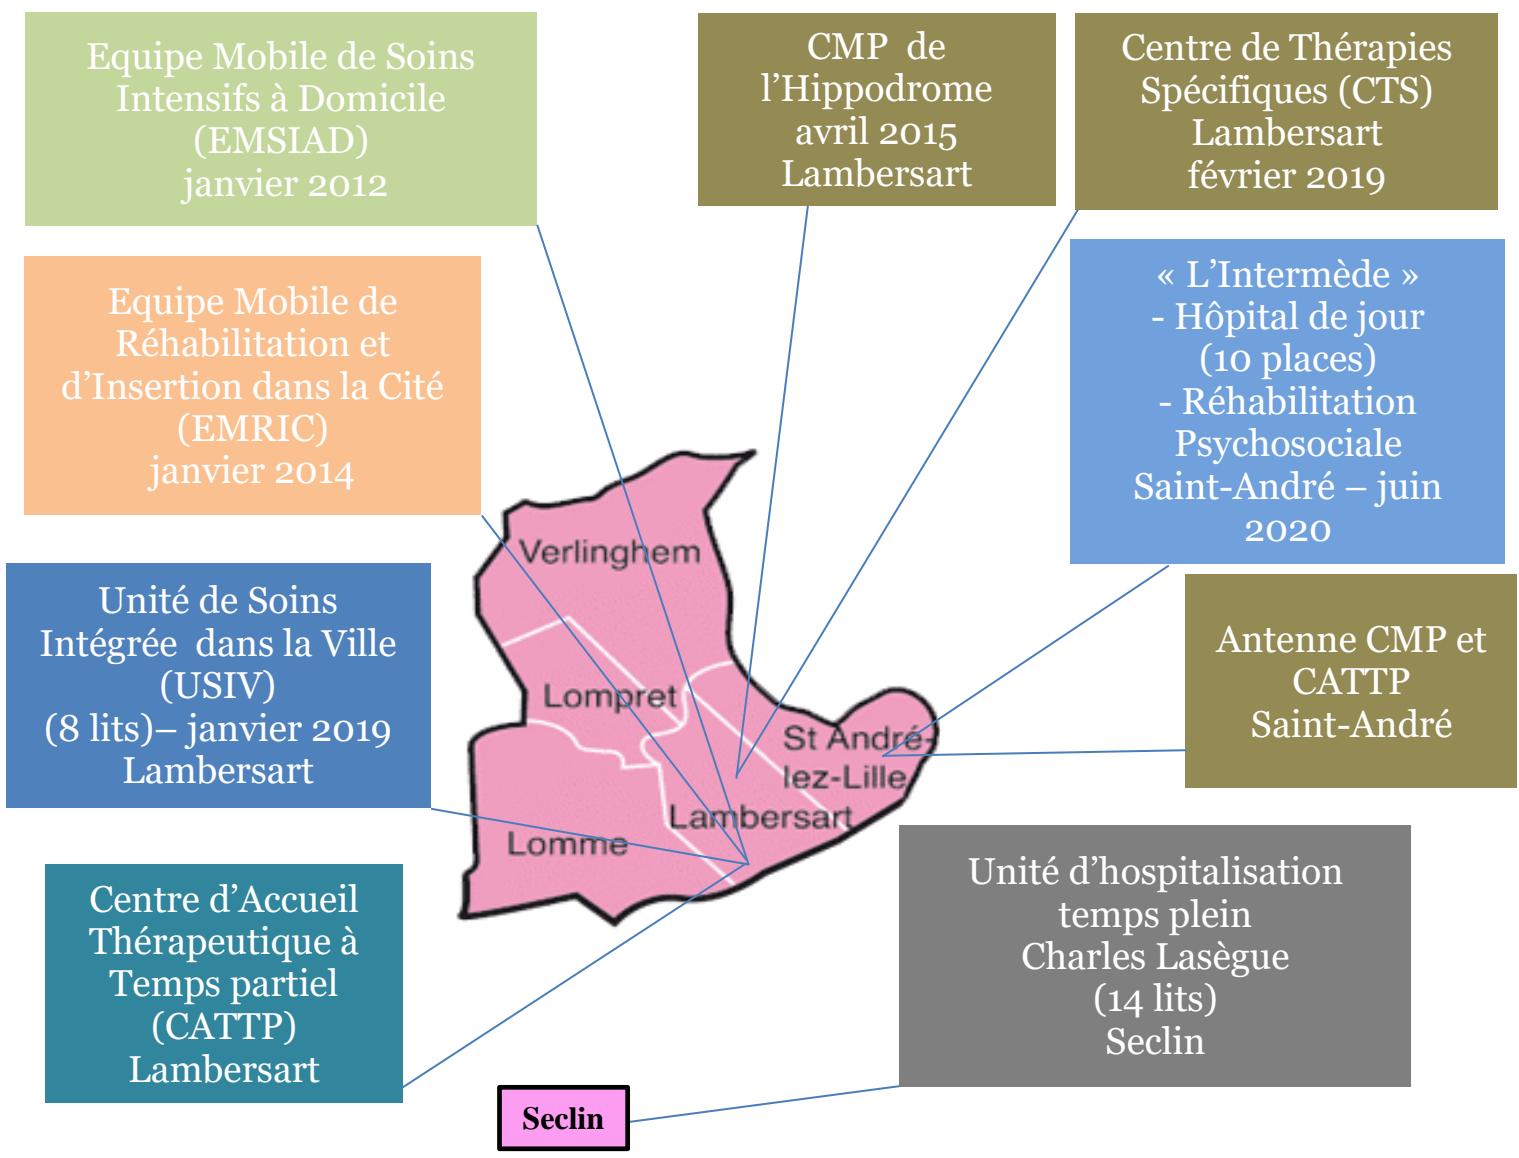 Equipe Mobile de Soins
Intensifs à Domicile
(EMSIAD)
janvier 2012
CMP de
l’Hippodrome
avril 2015
Lambersart
Centre de Thérapies
Spécifiques (CTS)
Lambersart
février 2019
Equipe Mobile de
Réhabilitation et
d’Insertion dans la Cité
(EMRIC)
janvier 2014
« L’Intermède »
- Hôpital de jour
(10 places)
- Réhabilitation
Psychosociale
Saint-André – juin
2020
Unité de Soins
Intégrée dans la Ville
(USIV)
(8 lits)– janvier 2019
Lambersart
Antenne CMP et
CATTP
Saint-André
Verlinghem
Lompret
St André-
lez-Lille
Lambersart
Lomme
Centre d’Accueil
Thérapeutique à
Temps partiel
(CATTP)
Lambersart
Unité d’hospitalisation
temps plein
Charles Lasègue
(14 lits)
Seclin
Seclin